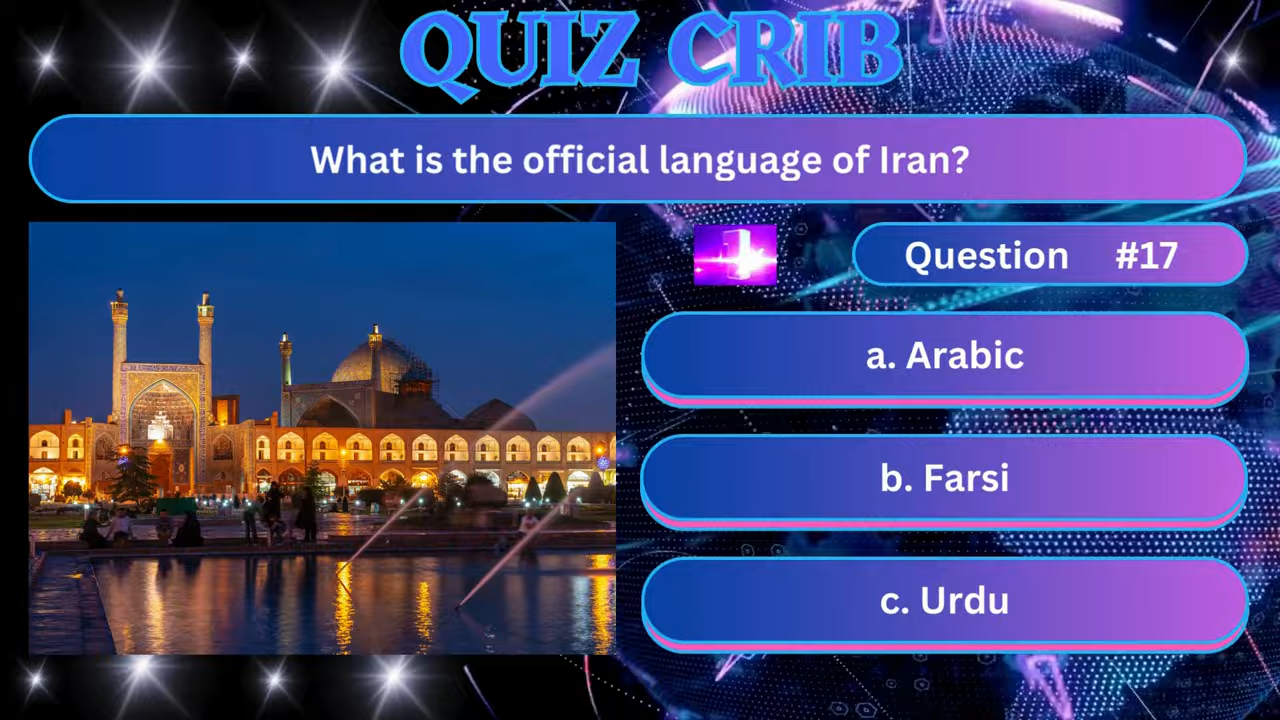 QUIZ CRIB
What is the official language of Iran?
Question #17
a. Arabic
b. Farsi
c. Urdu